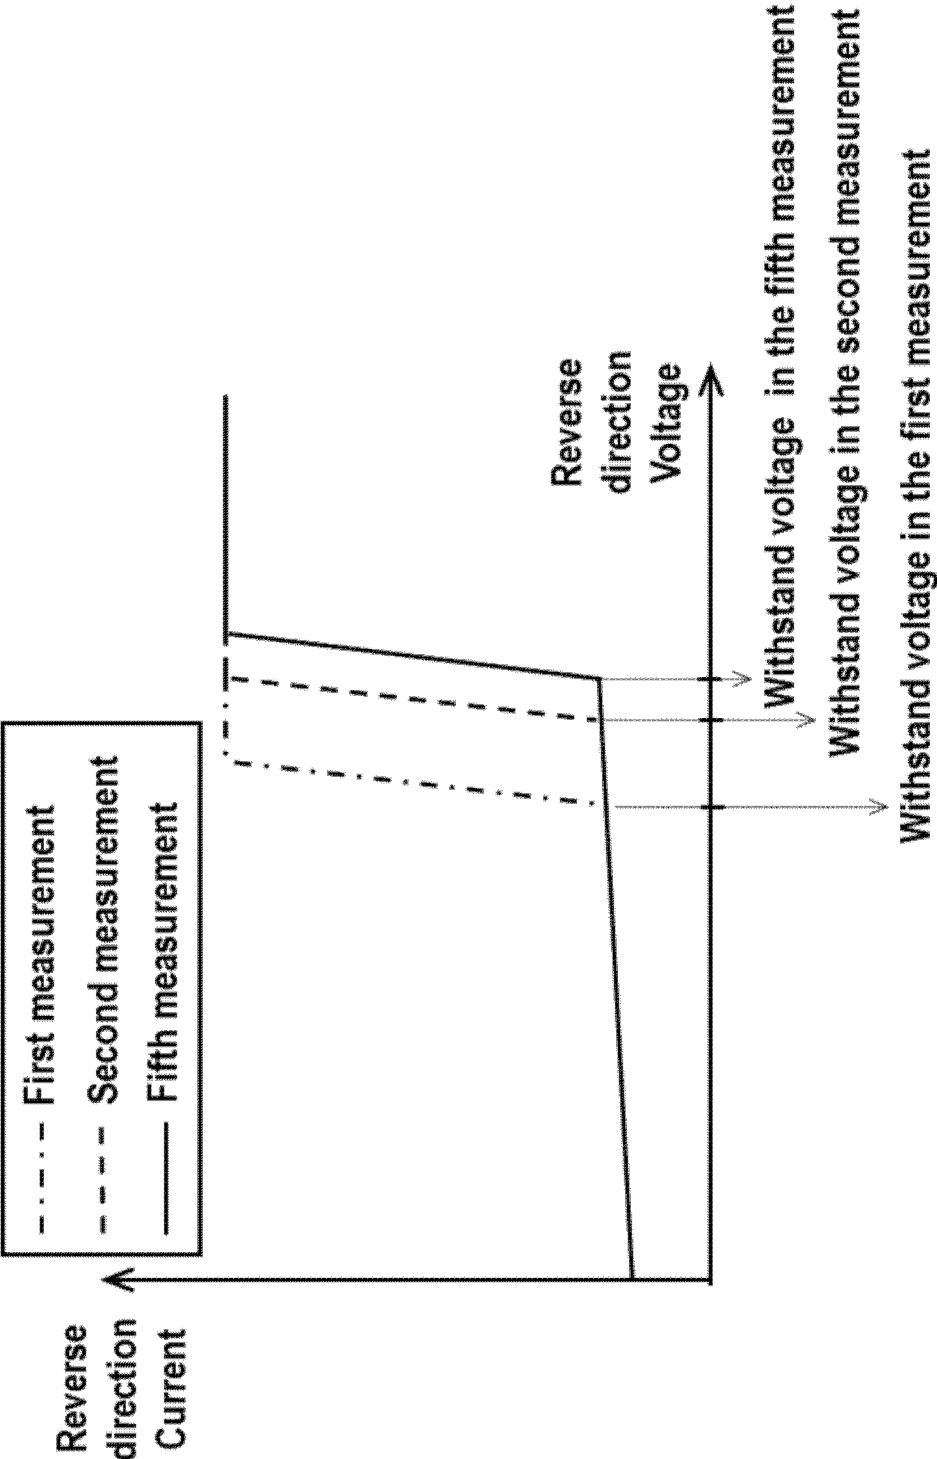 Reverse
direction
Current
First measurement
Second measurement
Fifth measurement
Reverse
direction
Voltage
Withstand voltage in the fifth measurement
Withstand voltage in the second measurement
Withstand voltage in the first measurement